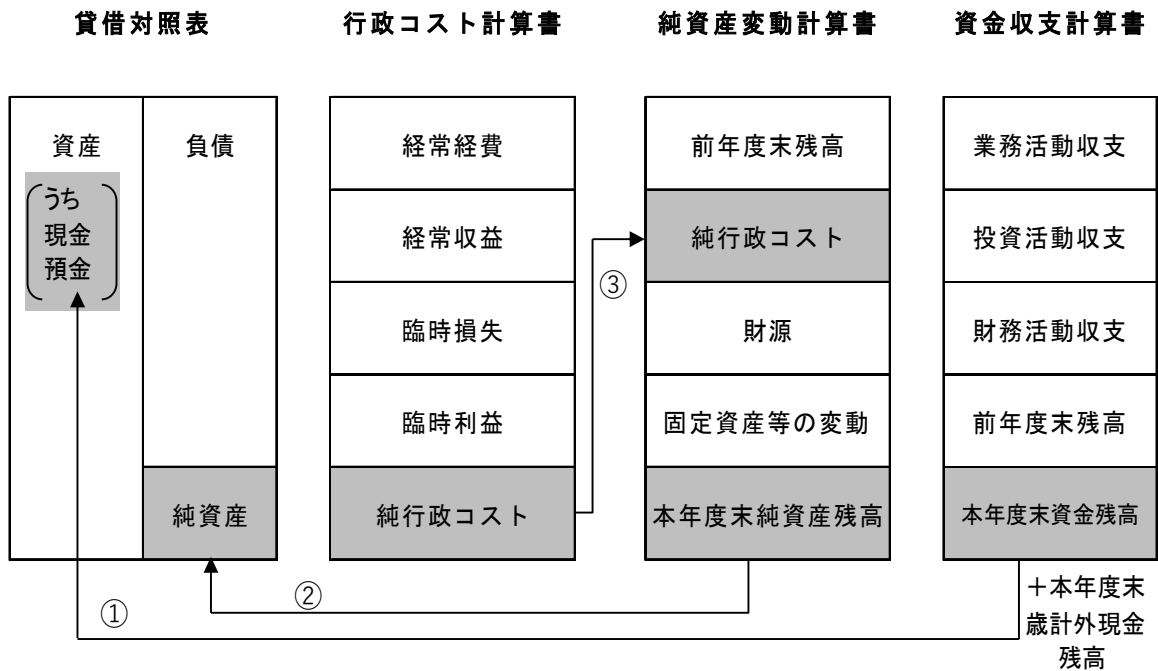 貸借対照表
行政コスト計算書
純資産変動計算書
資金収支計算書
資産
うち
現金
預金
負債
純資産
経常経費
経常収益
臨時損失
臨時利益
純行政コスト
③
前年度末残高
純行政コスト
財源
固定資産等の変動
本年度末純資産残高
業務活動収支
投資活動収支
財務活動収支
前年度末残高
本年度末資金残高
①
②
＋本年度末
歳計外現金
残高